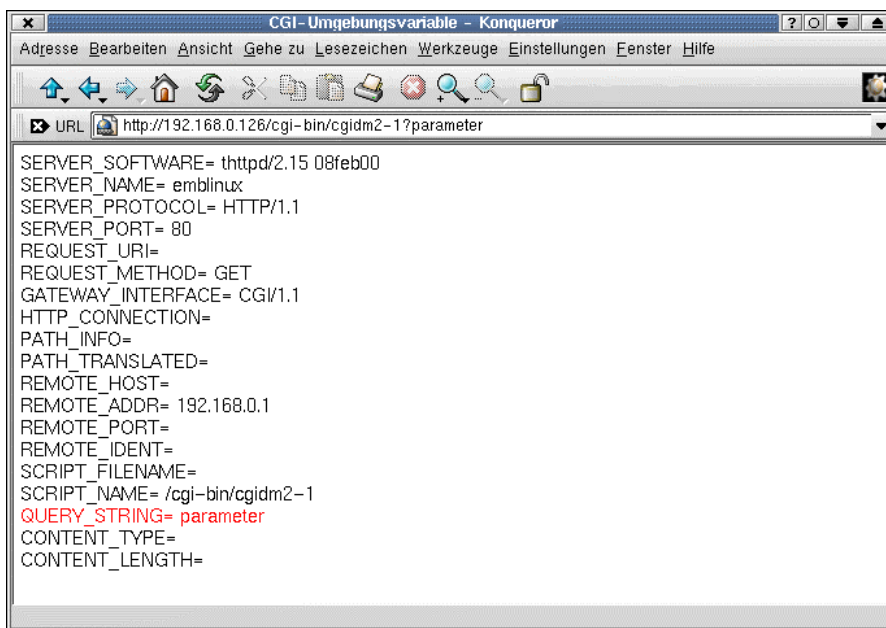 CGI-Umgebungsvariable - Konqueror
Adresse Bearbeiten Ansicht Gehe zu Lesezeichen Werkzeuge Einstellungen Fenster Hilfe
URL http://192.168.0.126/cgi-bin/cgidm2-1?parameter
SERVER_SOFTWARE= thttpd/2.15 08feb00
SERVER_NAME= emblinux
SERVER_PROTOCOL= HTTP/1.1
SERVER_PORT= 80
REQUEST_URI=
REQUEST_METHOD= GET
GATEWAY_INTERFACE= CGI/1.1
HTTP_CONNECTION=
PATH_INFO=
PATH_TRANSLATED=
REMOTE_HOST=
REMOTE_ADDR= 192.168.0.1
REMOTE_PORT=
REMOTE_IDENT=
SCRIPT_FILENAME=
SCRIPT_NAME= /cgi-bin/cgidm2-1
QUERY_STRING= parameter
CONTENT_TYPE=
CONTENT_LENGTH=